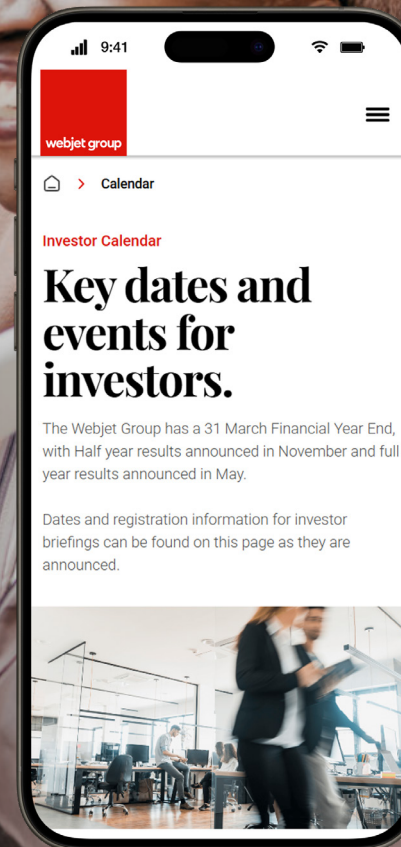 9:41
webjet group
Calendar
Investor Calendar
Key dates and
events for
investors.
The Webjet Group has a 31 March Financial Year End,
with Half year results announced in November and full
year results announced in May.
Dates and registration information for investor
briefings can be found on this page as they are
announced.